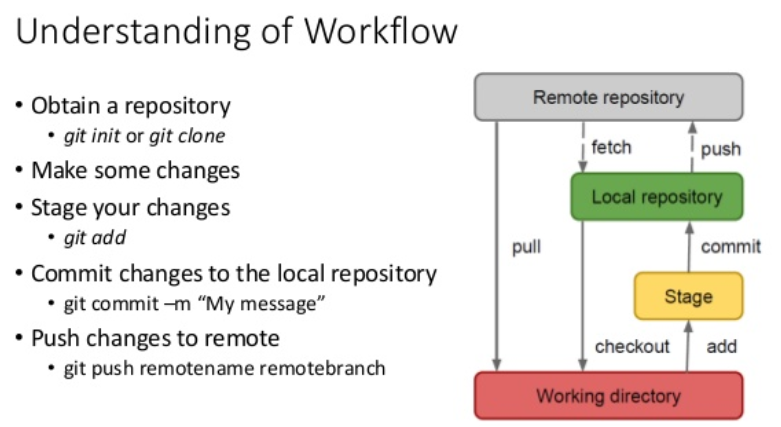 Understanding of Workflow
• Obtain a repository
• git init or git clone
• Make some changes
• Stage your changes
• git add
• Commit changes to the local repository
• git commit –m “My message”
• Push changes to remote
• git push remotename remotebranch
Remote repository
fetch
push
Local repository
pull
commit
Stage
checkout
add
Working directory